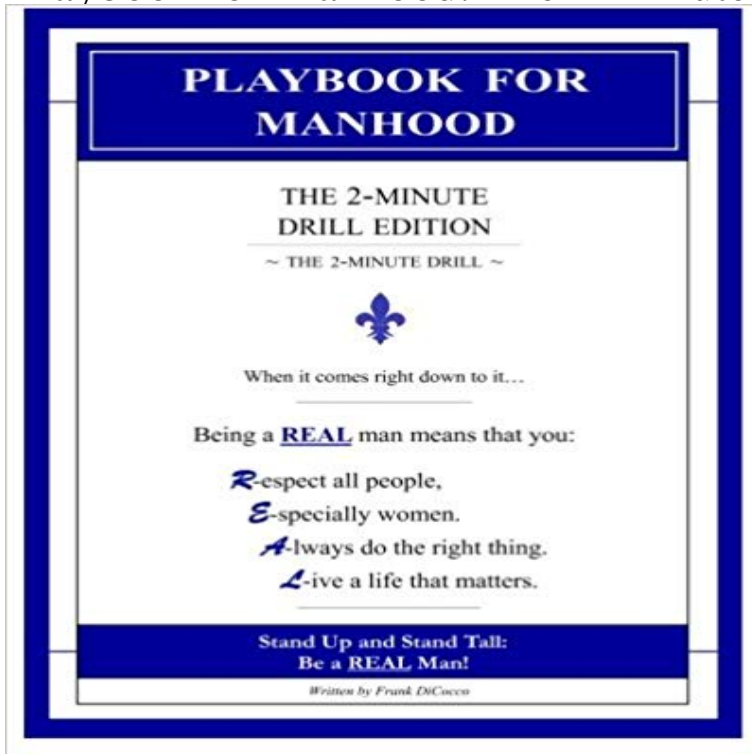 PLAYBOOK FOR
MANHOOD
THE 2-MINUTE
DRILL EDITION
~ THE 2-MINUTE DRILL ~
When it comes right down to it...
Being a REAL man means that you:
R-espect all people,
E-specially women.
A-lways do the right thing.
L-ive a life that matters.
Stand Up and Stand Tall:
Be a REAL Man!
Written by Frank DiCocco